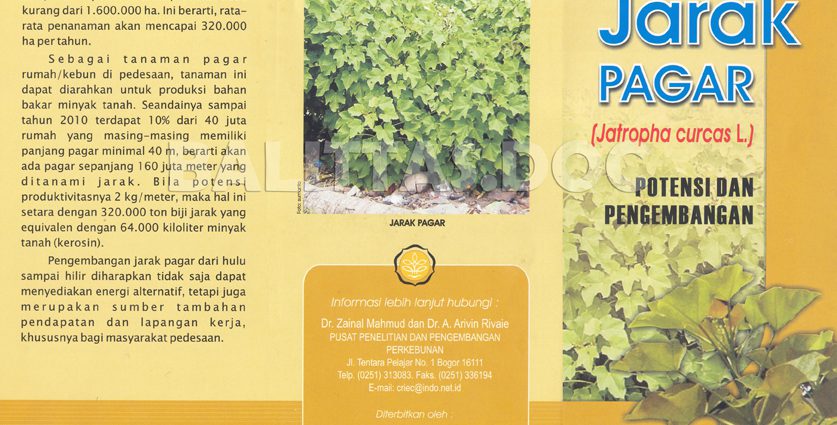 kurang dari 1.600.000 ha. Ini berarti, rata-
rata penanaman akan mencapai 320.000
ha per tahun.
Sebagai tanaman pagar
rumah/kebun di pedesaan, tanaman ini
dapat diarahkan untuk produksi bahan
bakar minyak tanah. Seandainya sampai
tahun 2010 terdapat 10% dari 40 juta
rumah yang masing-masing memiliki
panjang pagar minimal 40 m, berarti akan
ada pagar sepanjang 160 juta meter yang
ditanami jarak. Bila potensi
produktivitasnya 2 kg/meter, maka hal ini
setara dengan 320.000 ton biji jarak yang
equivalen dengan 64.000 kiloliter minyak
tanah (kerosin).
Pengembangan jarak pagar dari hulu
sampai hilir diharapkan tidak saja dapat
menyediakan energi alternatif, tetapi juga
merupakan sumber tambahan
pendapatan dan lapangan kerja,
khususnya bagi masyarakat pedesaan.
Foto: sumanto
JARAK PAGAR
Informasi lebih lanjut hubungi :
Dr. Zainal Mahmud dan Dr. A. Arivin Rivaie
PUSAT PENELITIAN DAN PENGEMBANGAN
PERKEBUNAN
Jl. Tentara Pelajar No. 1 Bogor 16111
Telp. (0251) 313083. Faks. (0251) 336194
E-mail: criec@indo.net.id
Diterbitkan oleh :
Jarak
PAGAR
(Jatropha curcas L.)
POTENSI DAN
PENGEMBANGAN
BALITTAS.DOC